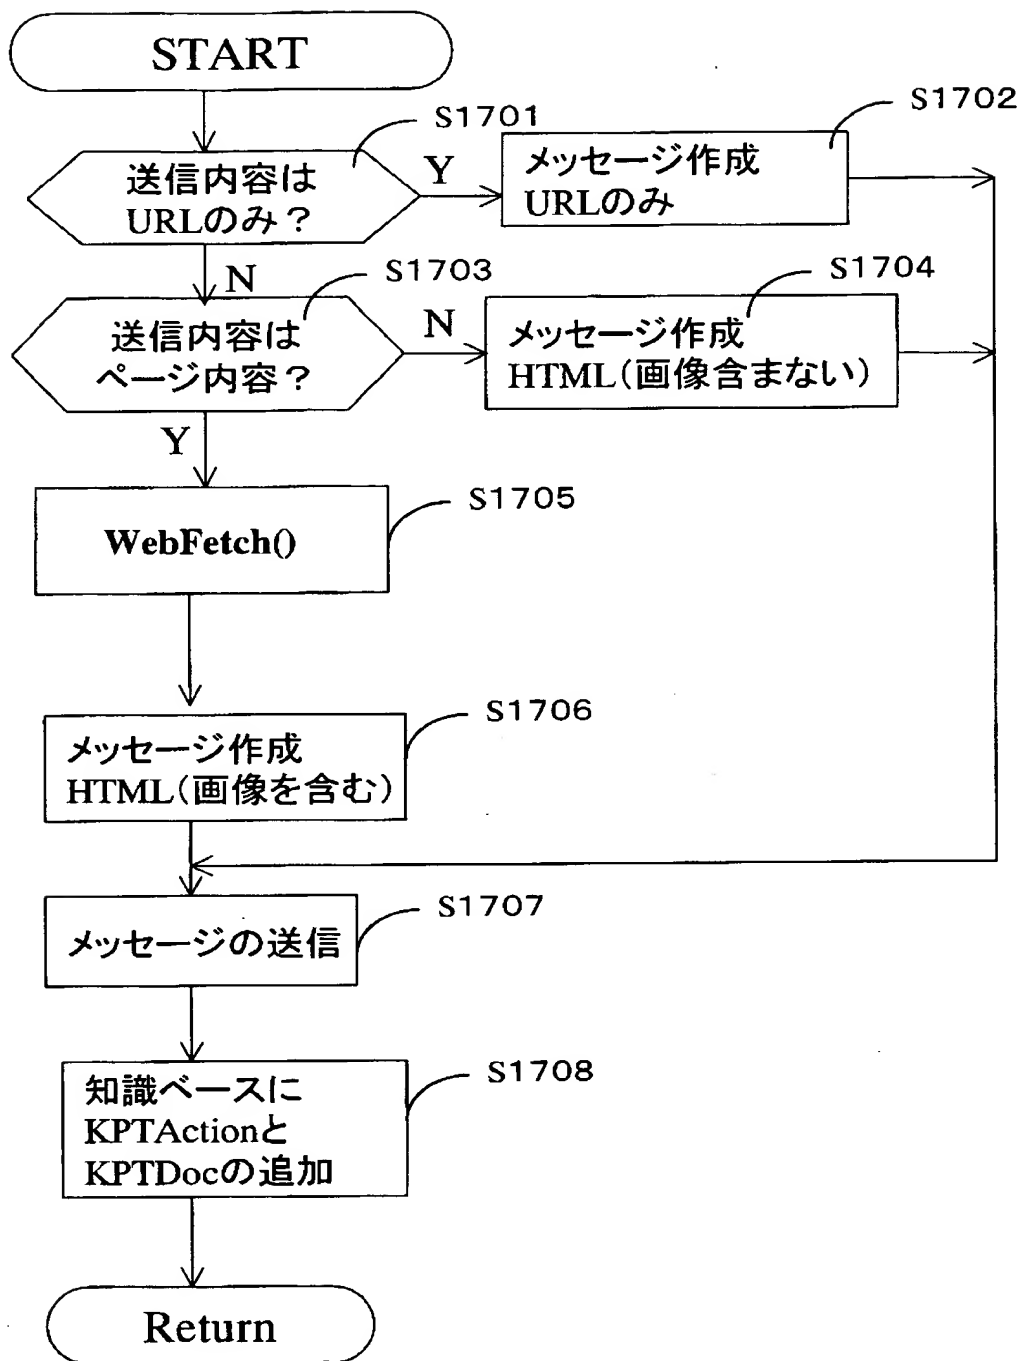 START
S1701
S1702
送信内容は
URLのみ？
Y
メッセージ作成
URLのみ
N
S1703
S1704
送信内容は
ページ内容？
N
メッセージ作成
HTML（画像含まない）
Y
S1705
WebFetch()
S1706
メッセージ作成
HTML（画像を含む）
S1707
メッセージの送信
S1708
知識ベースに
KPTActionと
KPTDocの追加
Return